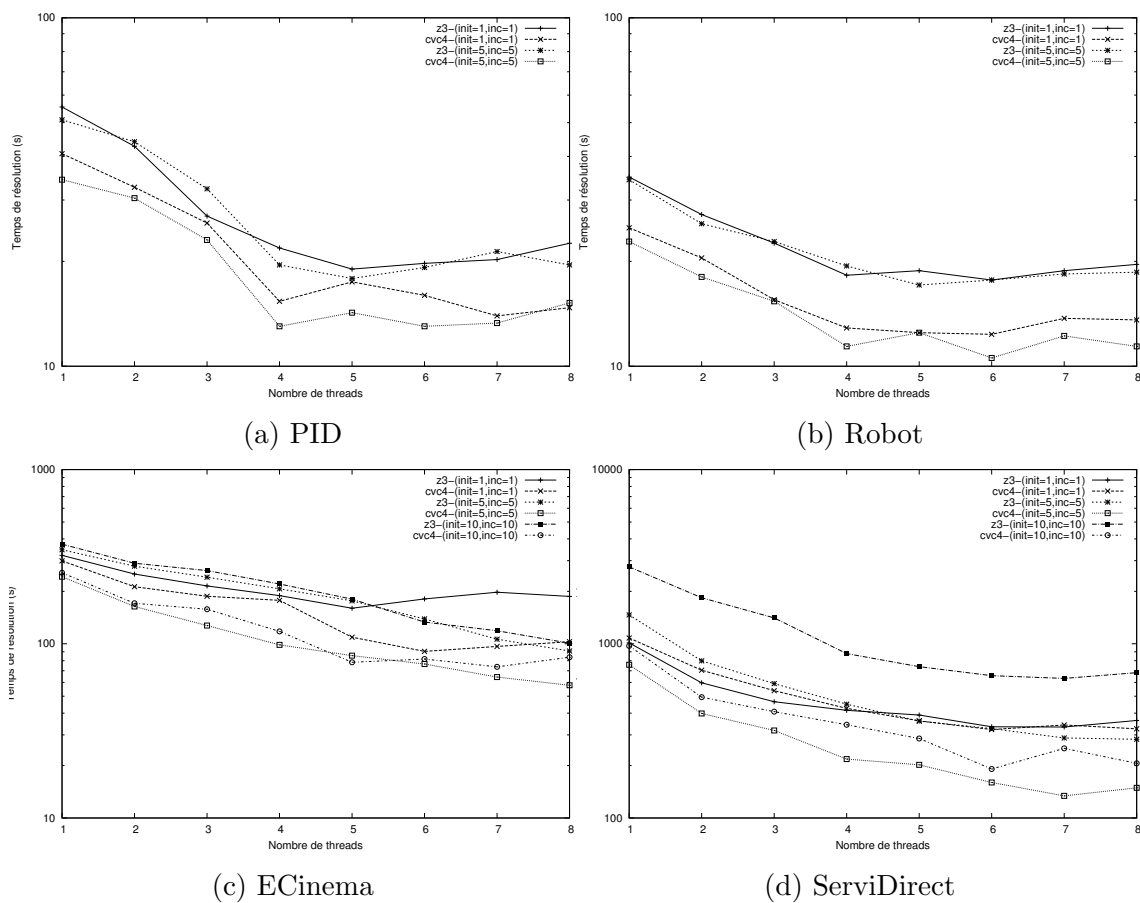 100
z3-(init=1,inc=1)
cvc4-(init=1,inc=1)
z3-(init=5,inc=5)
cvc4-(init=5,inc=5)
Temps de résolution (s)
10
1 2 3 4 5 6 7 8
Nombre de threads
(a) PID
100
z3-(init=1,inc=1)
cvc4-(init=1,inc=1)
z3-(init=5,inc=5)
cvc4-(init=5,inc=5)
Temps de résolution (s)
10
1 2 3 4 5 6 7 8
Nombre de threads
(b) Robot
1000
z3-(init=1,inc=1)
cvc4-(init=1,inc=1)
z3-(init=5,inc=5)
cvc4-(init=5,inc=5)
z3-(init=10,inc=10)
cvc4-(init=10,inc=10)
Temps de résolution (s)
100
10
1 2 3 4 5 6 7 8
Nombre de threads
(c) ECinema
10000
z3-(init=1,inc=1)
cvc4-(init=1,inc=1)
z3-(init=5,inc=5)
cvc4-(init=5,inc=5)
z3-(init=10,inc=10)
cvc4-(init=10,inc=10)
1000
100
1 2 3 4 5 6 7 8
Nombre de threads
(d) ServiDirect